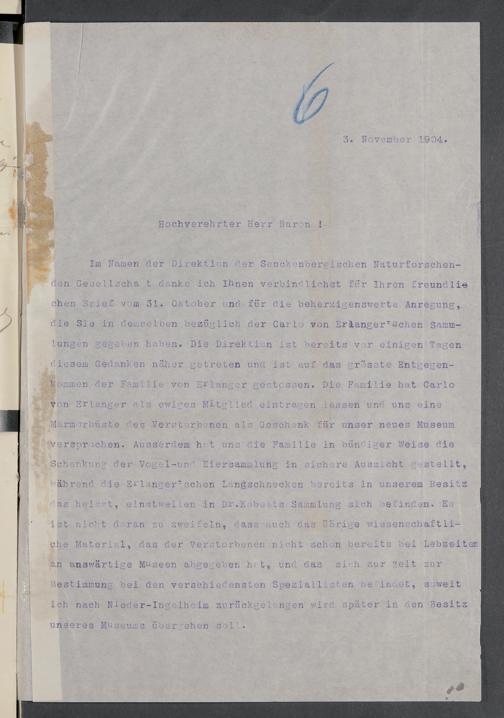 6
3. November 1904.
Hochverehrter Herr Baron !
Im Namen der Direktion der Senckenbergischen Naturforschen-
den Gesellschaft danke ich Ihnen verbindlichst für Ihren freundli
chen Brief vom 31. Oktober und für die beherzigenswerte Anregung,
die Sie in demselben bezüglich der Carlo von Erlanger'schen Samm-
lungen gegeben haben. Die Direktion ist bereits vor einigen Tagen
diesem Gedanken näher getreten und ist auf das grösste Entgegen-
kommen der Familie von Erlanger gestossen. Die Familie hat Carlo
von Erlanger als ewiges Mitglied eintragen lassen und uns eine
Marmorbüste des Verstorbenen als Geschenk für unser neues Museum
versprochen. Ausserdem hat uns die Familie in bündiger Weise die
Schenkung der Vogel-und Eiersammlung in sichere Aussicht gestellt,
während die Erlanger'schen Langschnecken bereits in unserem Besitz
das heisst, einstweilen in Dr.Kobelts Sammlung sich befinden. Es
ist nicht daran zu zweifeln, dass auch das übrige wissenschaftli-
che Material, das der Verstorbenen nicht schon bereits bei Lebzeiten
an auswärtige Museen abgegeben hat, und das sich zur Zeit zur
Bestimmung bei den verschiedensten Spezialisten befindet, soweit
ich nach Nieder-Ingelheim zurückgelangen wird später in den Besitz
unseres Museums übergehen soll.